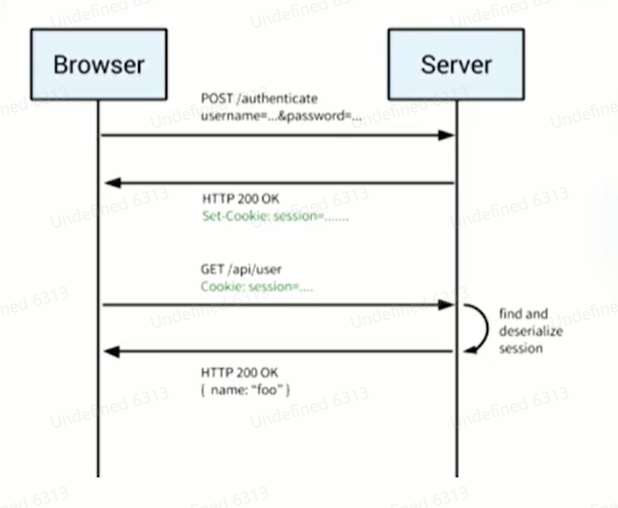 Browser
Server
POST /authenticate
username=...&password=...
HTTP 200 OK
Set-Cookie: session=.......
GET /api/user
Cookie: session=....
find and
deserialize
session
HTTP 200 OK
{ name: "foo" }
Undefined 6313